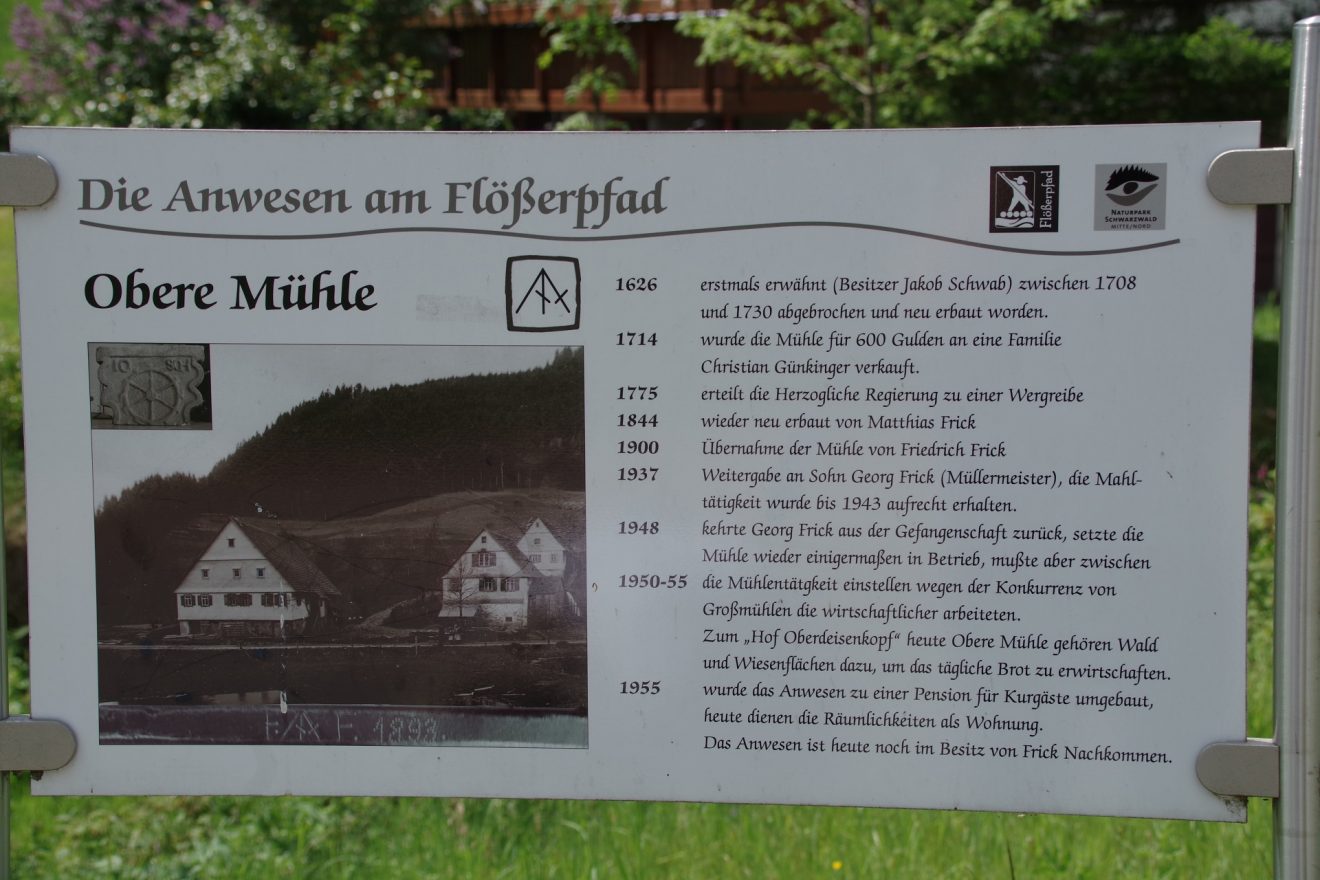 Die Anwesen am Flößerpfad
Flößerpfad
NATURPARK
SCHWARZWALD
MITTE/NORD
Obere Mühle
10 SH
F. F. 1893.
1626 erstmals erwähnt (Besitzer Jakob Schwab) zwischen 1708
und 1730 abgebrochen und neu erbaut worden.
1714 wurde die Mühle für 600 Gulden an eine Familie
Christian Günkinger verkauft.
1775 erteilt die Herzogliche Regierung zu einer Wergreibe
1844 wieder neu erbaut von Matthias Frick
1900 Übernahme der Mühle von Friedrich Frick
1937 Weitergabe an Sohn Georg Frick (Müllermeister), die Mahl-
tätigkeit wurde bis 1943 aufrecht erhalten.
1948 kehrte Georg Frick aus der Gefangenschaft zurück, setzte die
Mühle wieder einigermaßen in Betrieb, mußte aber zwischen
1950-55 die Mühlentätgkeit einstellen wegen der Konkurrenz von
Großmühlen die wirtschaftlicher arbeiteten.
Zum „Hof Oberdeisenkopf“ heute Obere Mühle gehören Wald
und Wiesenflächen dazu, um das tägliche Brot zu erwirtschaften.
1955 wurde das Anwesen zu einer Pension für Kurgäste umgebaut,
heute dienen die Räumlichkeiten als Wohnung.
Das Anwesen ist heute noch im Besitz von Frick Nachkommen.